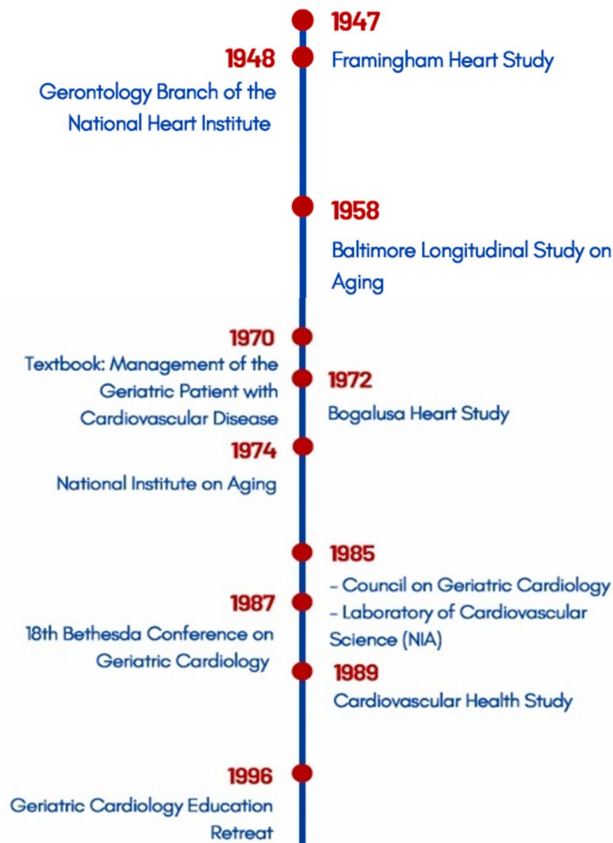 1947
Framingham Heart Study
1948
Gerontology Branch of the
National Heart Institute
1958
Baltimore Longitudinal Study on
Aging
1970
Textbook: Management of the
Geriatric Patient with
Cardiovascular Disease
1972
Bogalusa Heart Study
1974
National Institute on Aging
1985
- Council on Geriatric Cardiology
- Laboratory of Cardiovascular
Science (NIA)
1987
18th Bethesda Conference on
Geriatric Cardiology
1989
Cardiovascular Health Study
1996
Geriatric Cardiology Education
Retreat